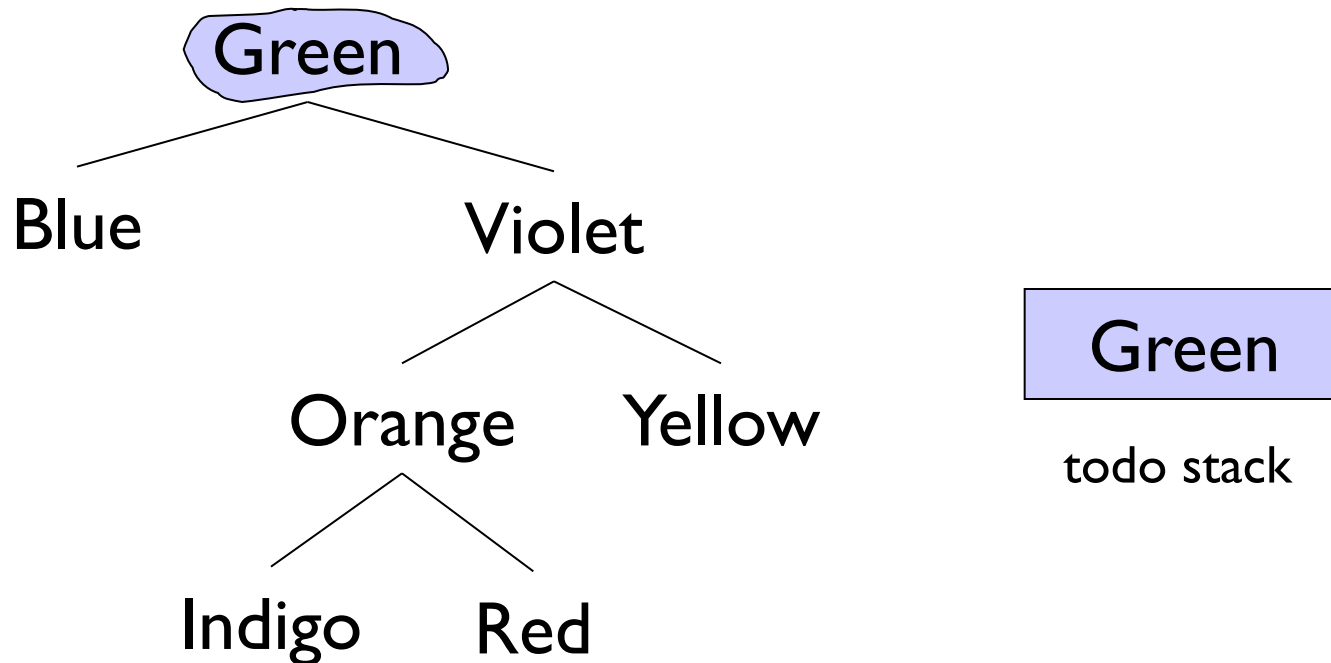 Green
Blue Violet
Green
Orange Yellow
todo stack
Indigo Red